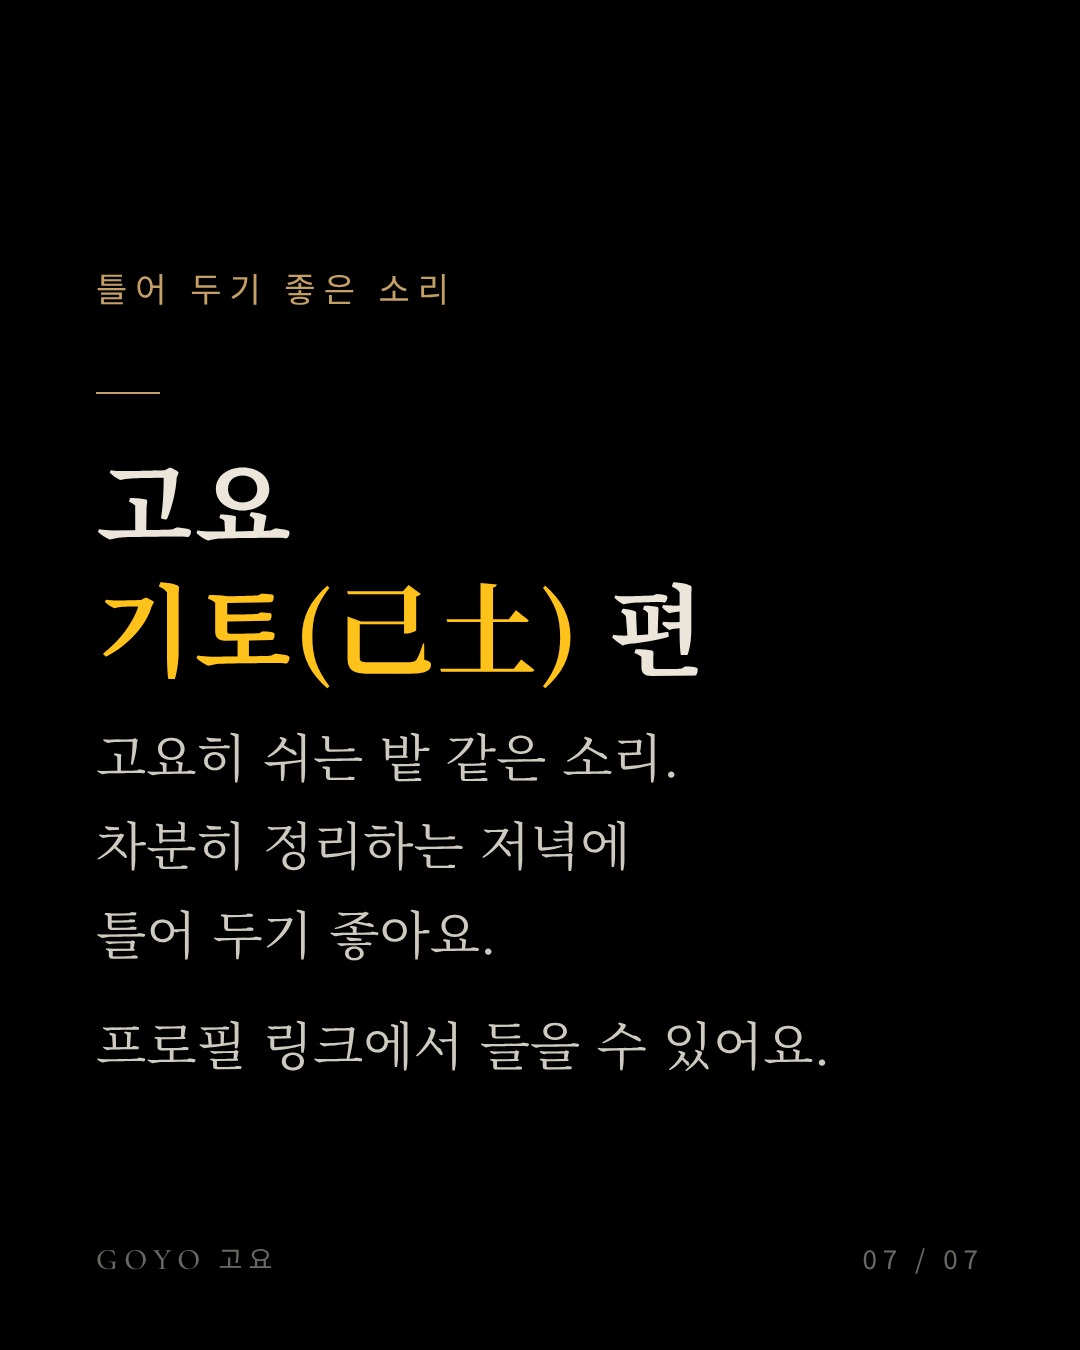 틀어 두기 좋은 소리
고요
기토(己土) 편
고요히 쉬는 밭 같은 소리.
차분히 정리하는 저녁에
틀어 두기 좋아요.
프로필 링크에서 들을 수 있어요.
GOYO 고요
07 / 07